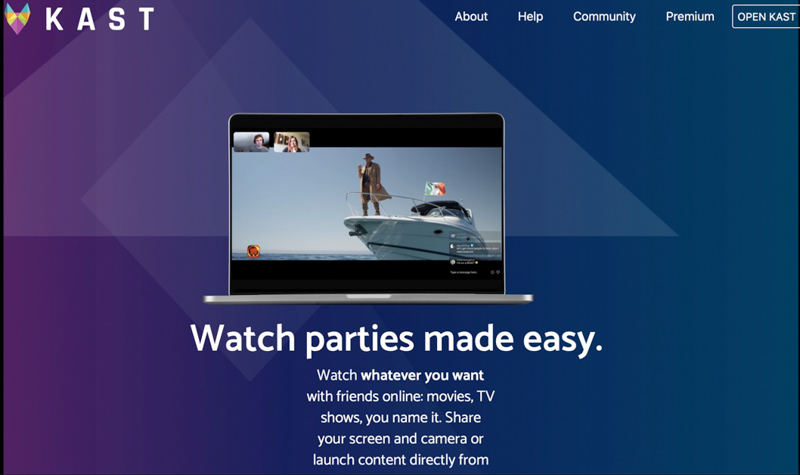 KAST
About
Help
Community
Premium
OPEN KAST
Watch parties made easy.
Watch whatever you want
with friends online: movies, TV
shows, you name it. Share
your screen and camera or
launch content directly from